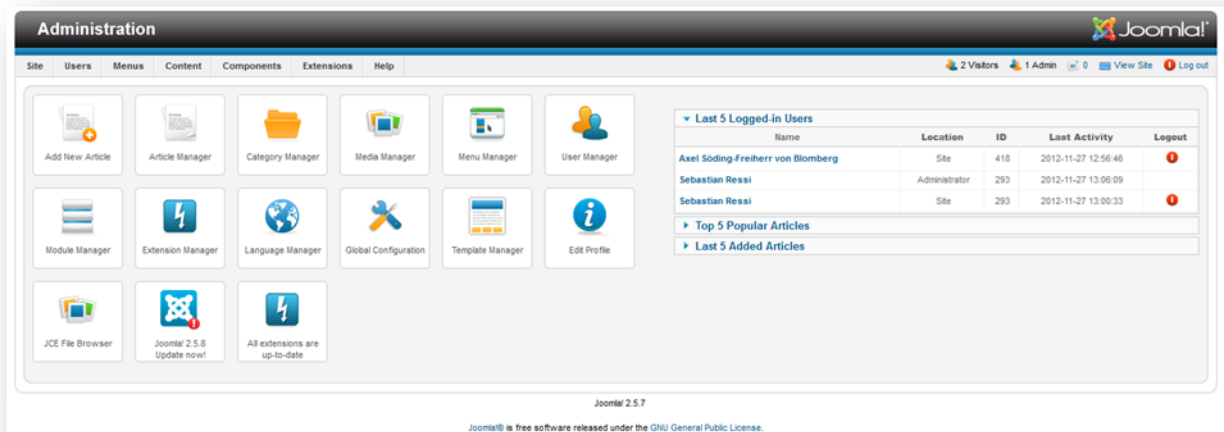 Administration
Joomla!
Site Users Menus Content Components Extensions Help
2 Visitors 1 Admin 0 View Site Log out
Add New Article
Article Manager
Category Manager
Media Manager
Menu Manager
User Manager
Module Manager
Extension Manager
Language Manager
Global Configuration
Template Manager
Edit Profile
JCE File Browser
Joomla! 2.5.8
Update now!
All extensions are
up-to-date
Last 5 Logged-in Users
Name Location ID Last Activity Logout
Axel Söding-Freiherr von Blomberg Site 418 2012-11-27 12:56:46
Sebastian Ressi Administrator 293 2012-11-27 13:06:09
Sebastian Ressi Site 293 2012-11-27 13:00:33
Top 5 Popular Articles
Last 5 Added Articles
Joomla! 2.5.7
Joomla!® is free software released under the GNU General Public License.